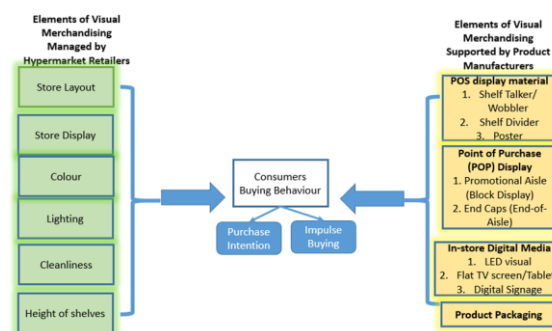 Elements of Visual
Merchandising
Managed by
Hypermarket Retailers
Store Layout
Store Display
Colour
Lighting
Cleanliness
Height of shelves
Consumers
Buying Behaviour
Purchase
Intention
Impulse
Buying
Elements of Visual
Merchandising
Supported by Product
Manufacturers
POS display material
1. Shelf Talker/
Wobbler
2. Shelf Divider
3. Poster
Point of Purchase
(POP) Display
1. Promotional Aisle
(Block Display)
2. End Caps (End-of-
Aisle)
In-store Digital Media
1. LED visual
2. Flat TV screen/Tablet
3. Digital Signage
Product Packaging